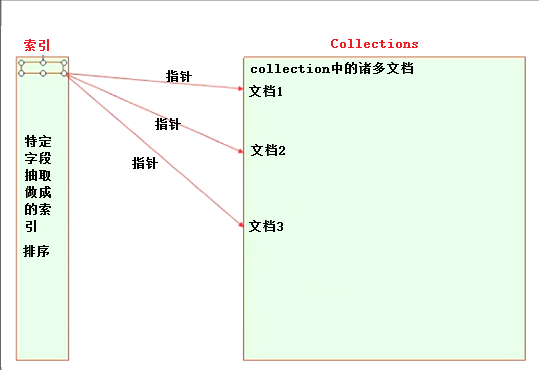 索引
Collections
collection中的诸多文档
指针
文档1
指针
文档2
指针
文档3
特定
字段
抽取
做成
的索
引
排序